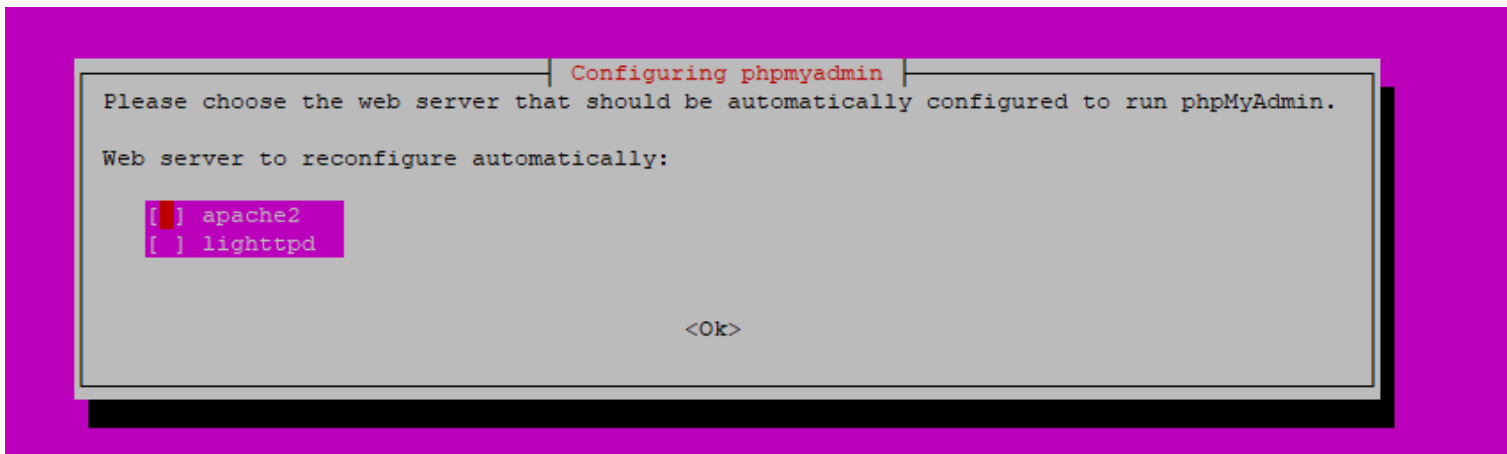 Configuring phpmyadmin
Please choose the web server that should be automatically configured to run phpMyAdmin.
Web server to reconfigure automatically:
[ ] apache2
[ ] lighttpd
<Ok>